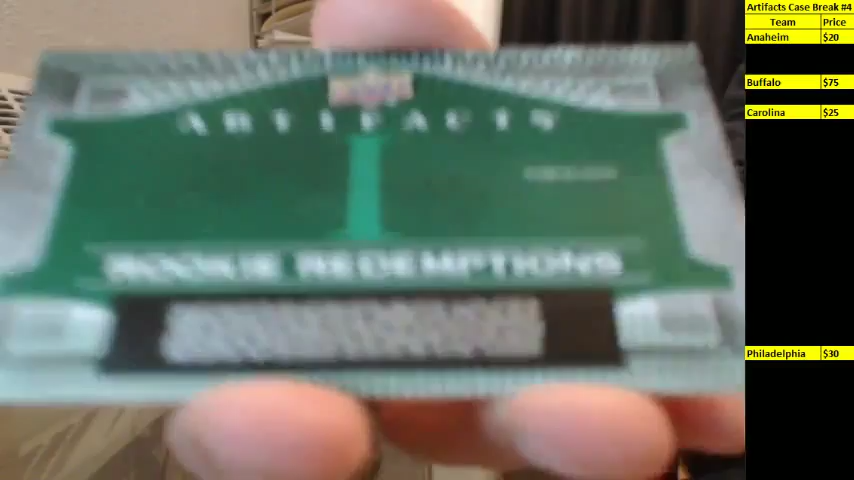 Artifacts Case Break #4
Team Price
Anaheim $20
Buffalo $75
Carolina $25
Philadelphia $30
ARTIFACTS
I
ROOKIE REDEMPTIONS